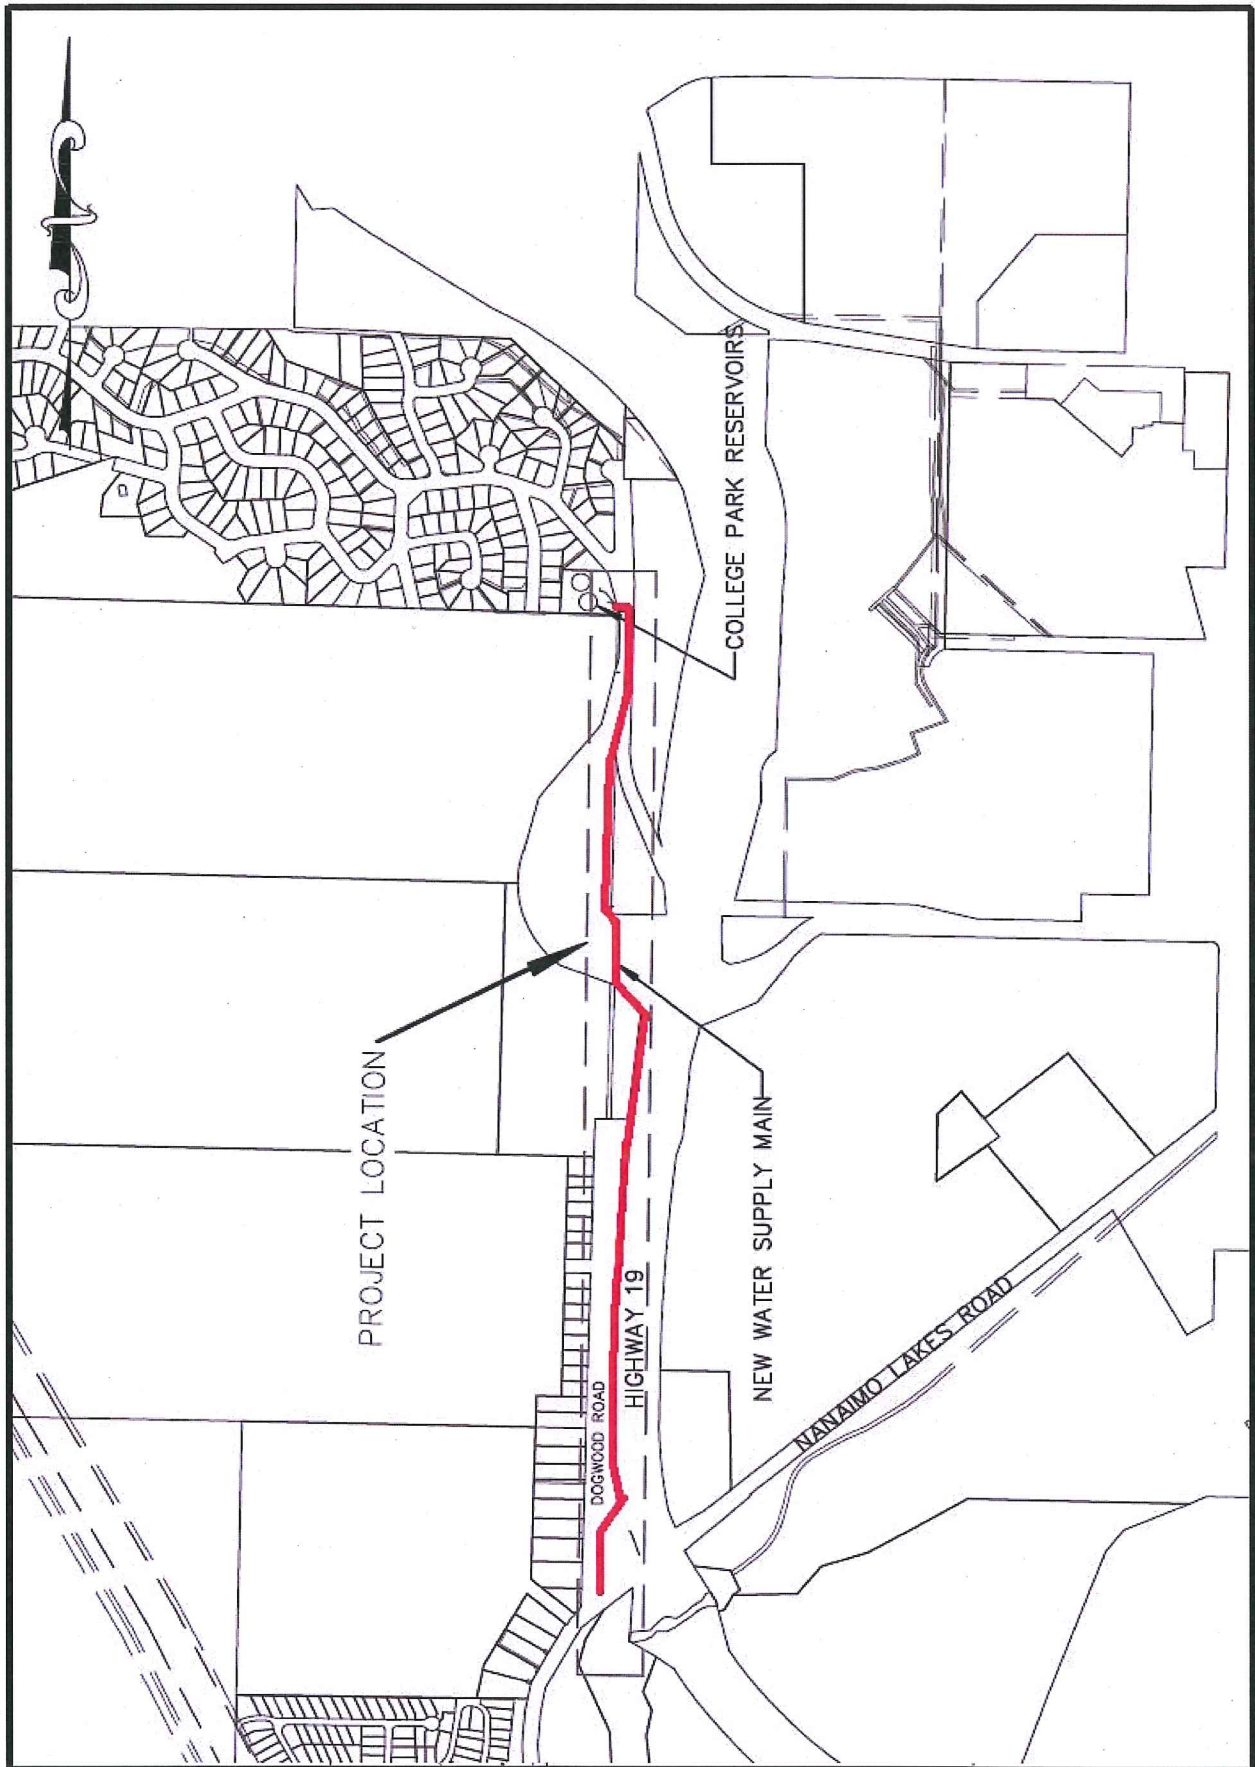 COLLEGE PARK RESERVOIRS
PROJECT LOCATION
NEW WATER SUPPLY MAIN
HIGHWAY 19
DOGWOOD ROAD
NANAIMO LAKES ROAD